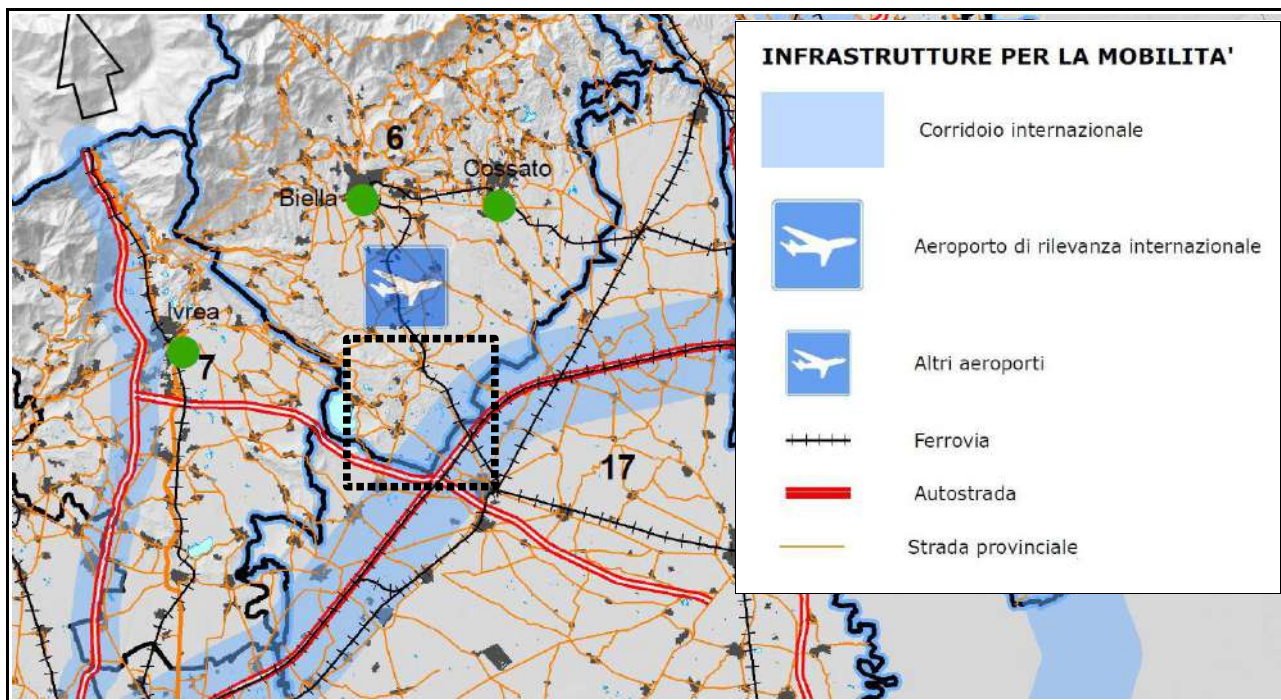 6
Cossato
Biella
Ivrea
7
17
INFRASTRUTTURE PER LA MOBILITA'
Corridoio internazionale
Aeroporto di rilevanza internazionale
Altri aeroporti
Ferrovia
Autostrada
Strada provinciale